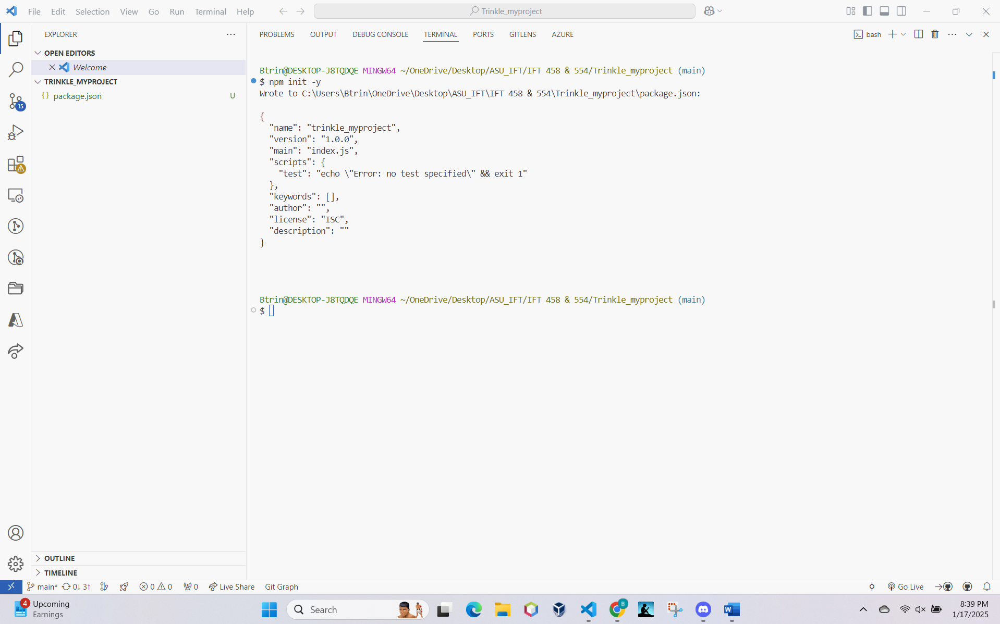 File Edit Selection View Go Run Terminal Help
Trinkle_myproject
EXPLORER
OPEN EDITORS
Welcome
TRINKLE_MYPROJECT
{} package.json U
15
PROBLEMS OUTPUT DEBUG CONSOLE TERMINAL PORTS GITLENS AZURE
bash
Btrin@DESKTOP-J8TQDQE MINGW64 ~/OneDrive/Desktop/ASU_IFT/IFT 458 & 554/Trinkle_myproject (main)
$ npm init -y
Wrote to C:\Users\Btrin\OneDrive\Desktop\ASU_IFT\IFT 458 & 554\Trinkle_myproject\package.json:
{
"name": "trinkle_myproject",
"version": "1.0.0",
"main": "index.js",
"scripts": {
"test": "echo \"Error: no test specified\" && exit 1"
},
"keywords": [],
"author": "",
"license": "ISC",
"description": ""
}
Btrin@DESKTOP-J8TQDQE MINGW64 ~/OneDrive/Desktop/ASU_IFT/IFT 458 & 554/Trinkle_myproject (main)
$
OUTLINE
TIMELINE
main* 0↓ 3↑ 0 0 0 Live Share Git Graph
Go Live
4
Upcoming
Earnings
Search
B
8:39 PM
1/17/2025